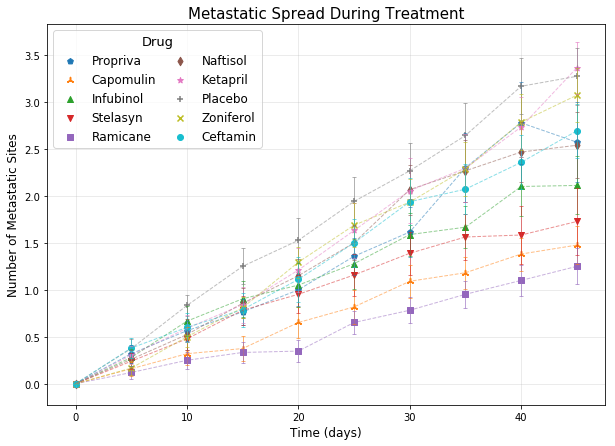 Metastatic Spread During Treatment
Drug
Propriva
Capomulin
Infubinol
Stelasyn
Ramicane
Naftisol
Ketapril
Placebo
Zoniferol
Ceftamin
Number of Metastatic Sites
3.5
3.0
2.5
2.0
1.5
1.0
0.5
0.0
0
10
20
30
40
Time (days)